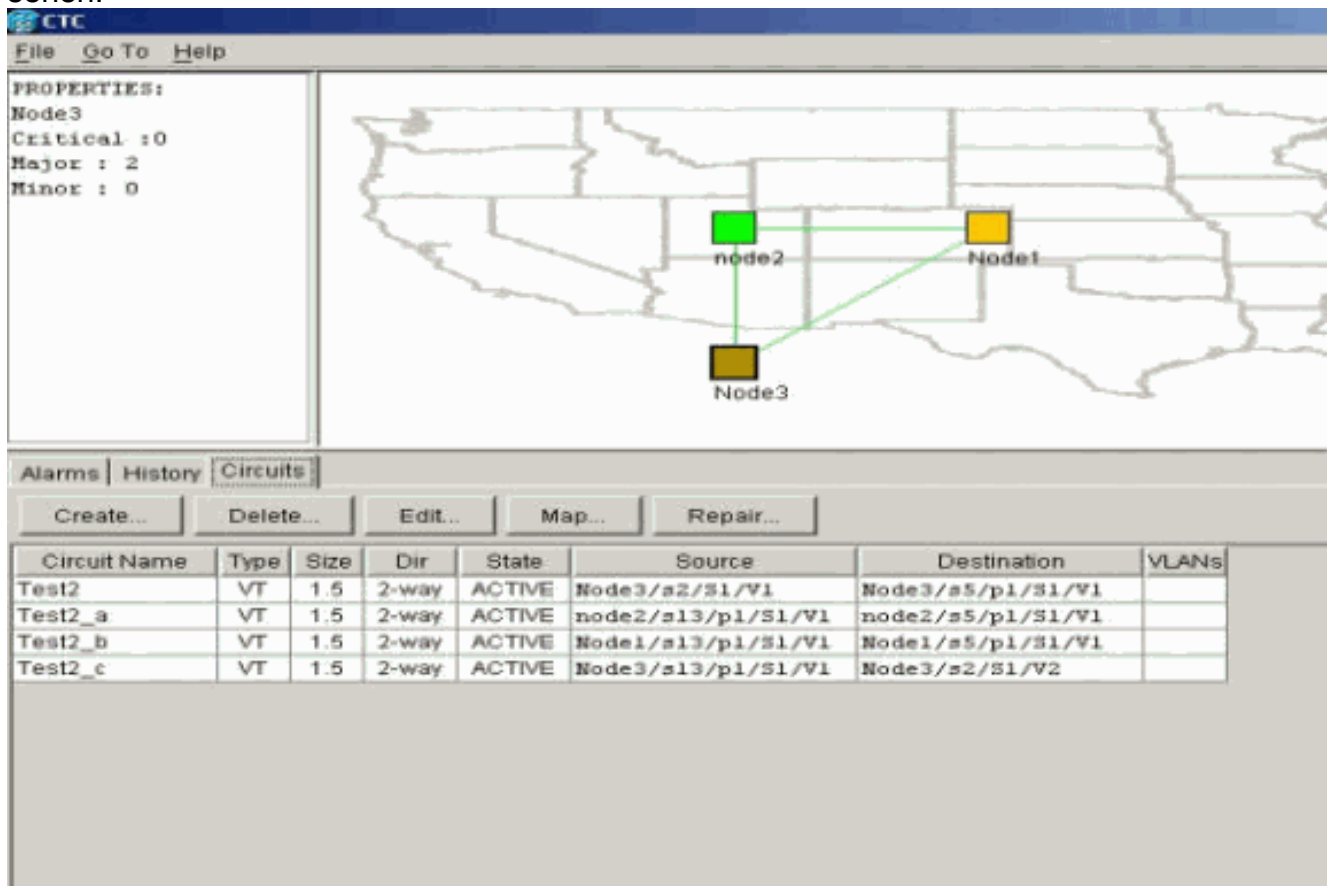 CTC
File Go To Help
PROPERTIES:
Node3
Critical :0
Major : 2
Minor : 0
node2
Node1
Node3
Alarms History Circuits
Create... Delete... Edit... Map... Repair...
Circuit Name Type Size Dir State Source Destination VLANs
Test2 VT 1.5 2-way ACTIVE Node3/s2/S1/V1 Node3/s5/p1/S1/V1
Test2_a VT 1.5 2-way ACTIVE node2/s13/p1/S1/V1 node2/s5/p1/S1/V1
Test2_b VT 1.5 2-way ACTIVE Node1/s13/p1/S1/V1 Node1/s5/p1/S1/V1
Test2_c VT 1.5 2-way ACTIVE Node3/s13/p1/S1/V1 Node3/s2/S1/V2